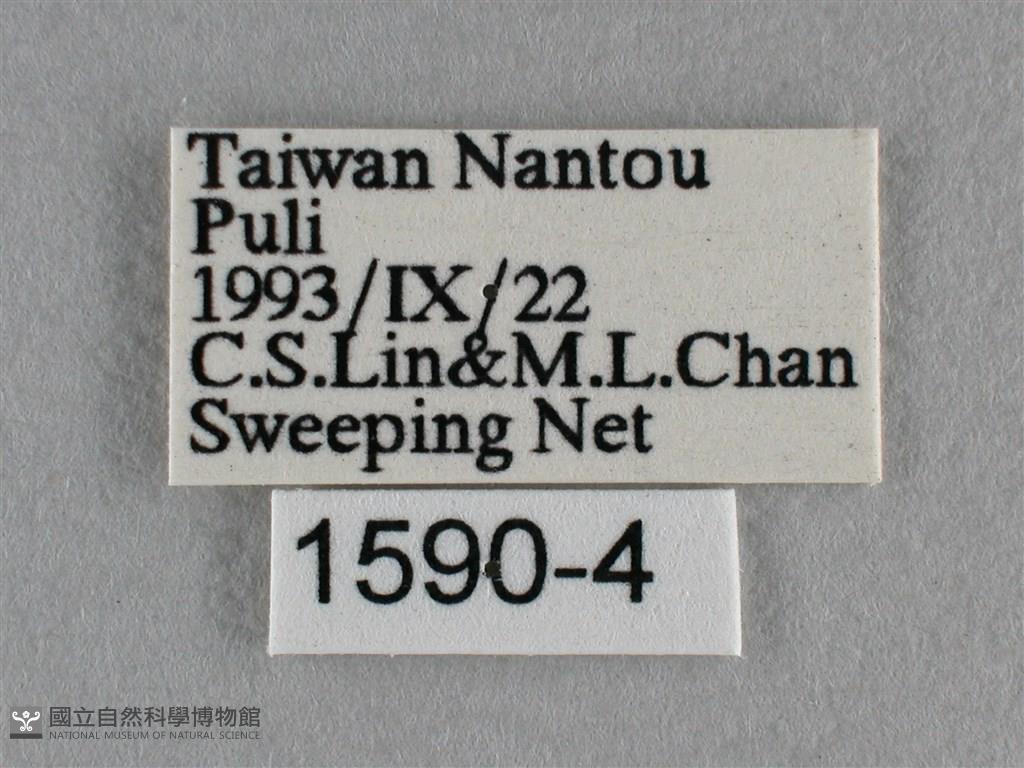 Taiwan Nantou
Puli
1993/IX/22
C.S.Lin&M.L.Chan
Sweeping Net
1590-4
國立自然科學博物館
NATIONAL MUSEUM OF NATURAL SCIENCE